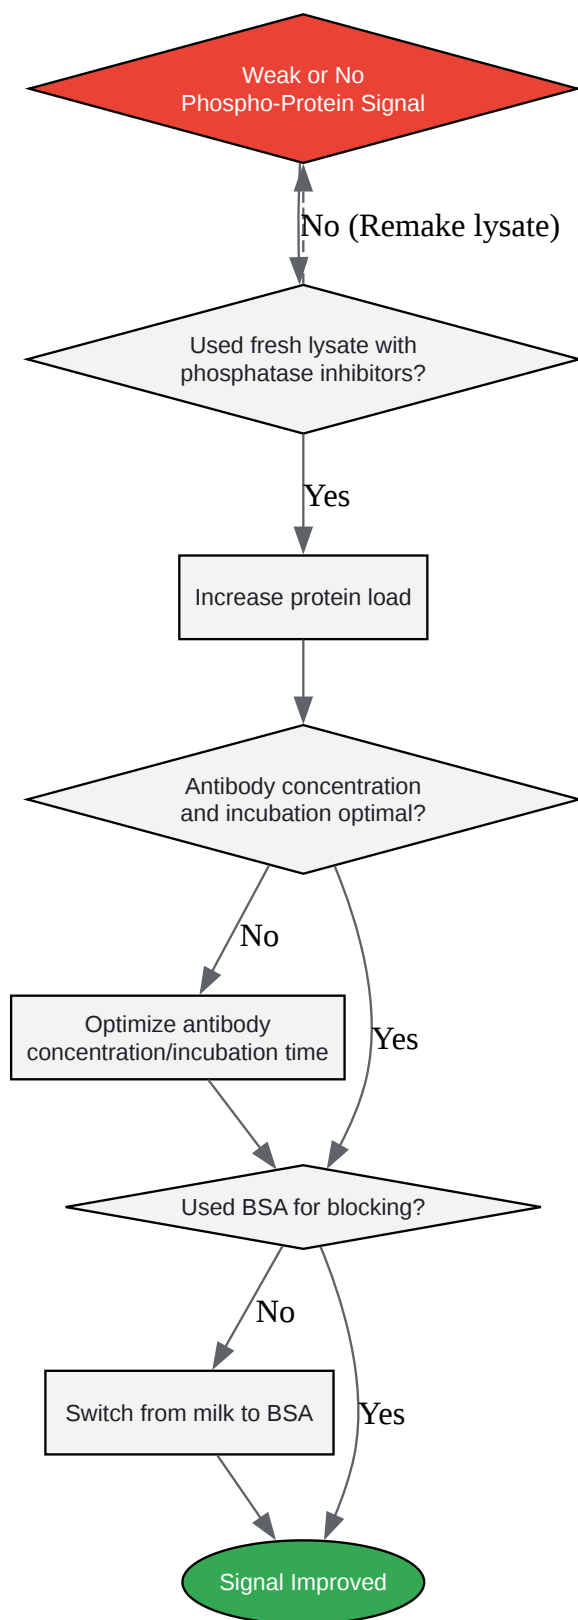 Weak or No
Phospho-Protein Signal
No (Remake lysate)
Used fresh lysate with
phosphatase inhibitors?
Yes
Increase protein load
Antibody concentration
and incubation optimal?
No
Optimize antibody
concentration/incubation time
Yes
Used BSA for blocking?
No
Switch from milk to BSA
Yes
Signal Improved